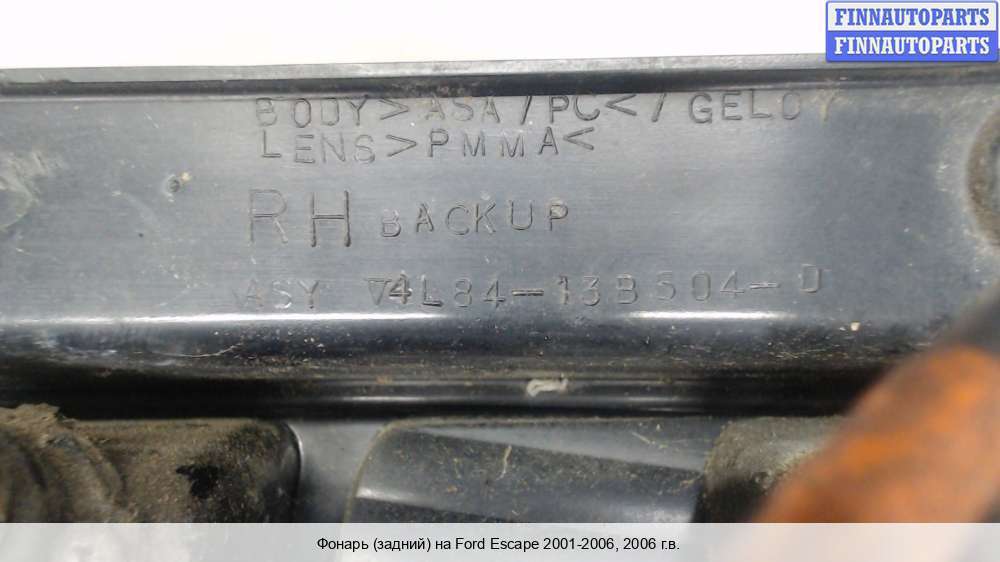 FINNAUTOPARTS
FINNAUTOPARTS
BODY>ASA/PC</GELOY
LENS>PMMA<
RH BACKUP
ASY 4L84-13B504-D
Фонарь (задний) на Ford Escape 2001-2006, 2006 г.в.